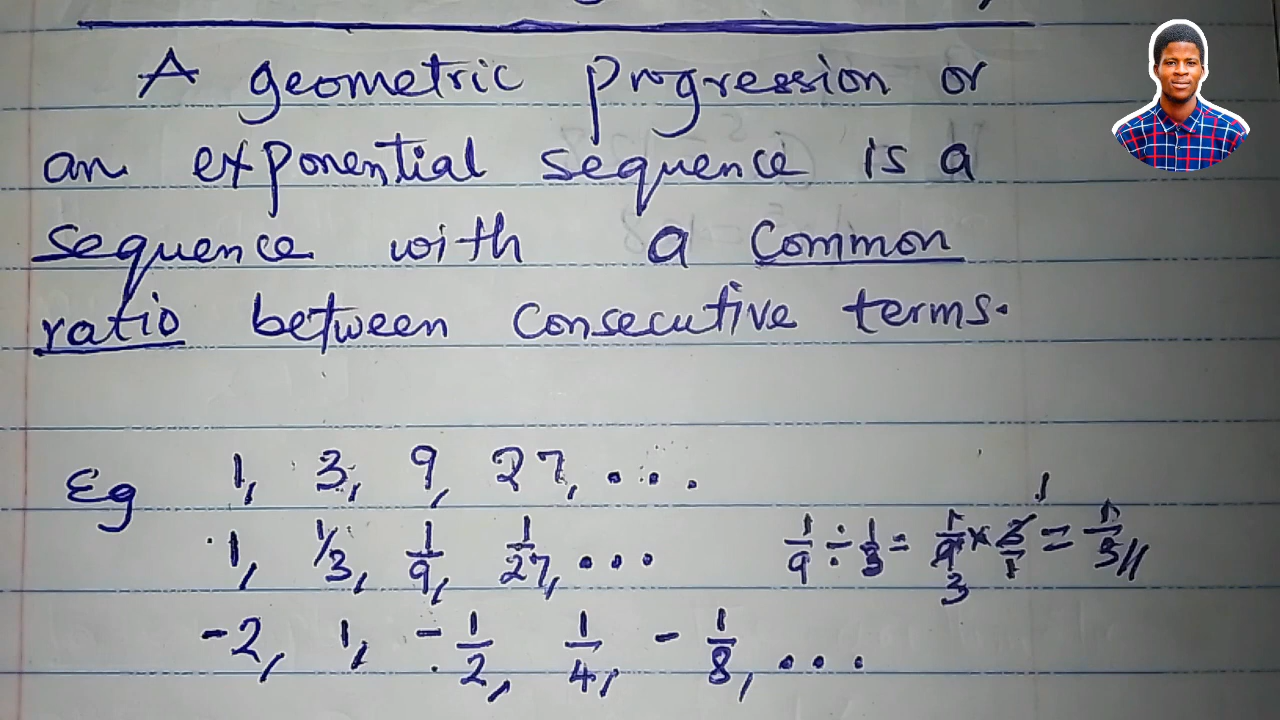 A geometric progression or
an exponential sequence is a
sequence with a common
ratio between consecutive terms.
Eg 1, 3, 9, 27, ...
1, 1/3, 1/9, 1/27, ... 1/9 ÷ 1/3 = 1/9 × 3/1 = 1/3 //
-2, 1, -1/2, 1/4, -1/8, ...